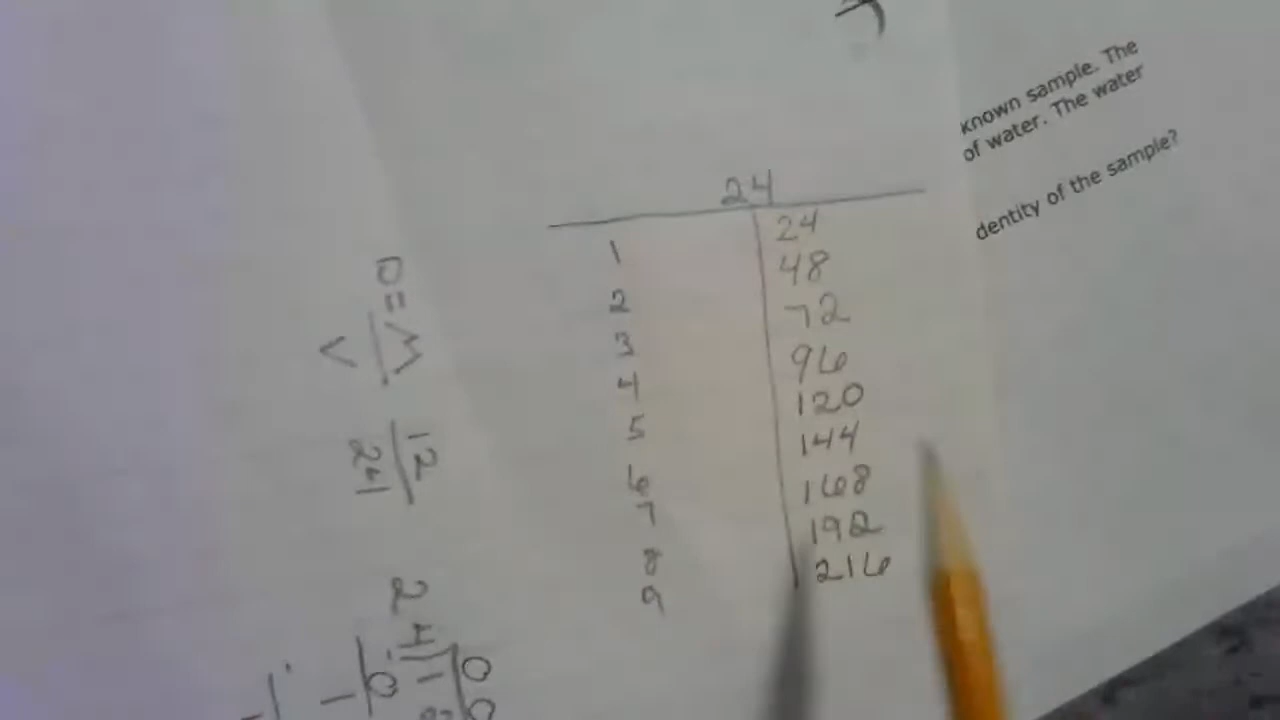 known sample. The
of water. The water
dentity of the sample?
24
1 24
2 48
3 72
4 96
5 120
6 144
7 168
8 192
9 216
D = M
V
12
24